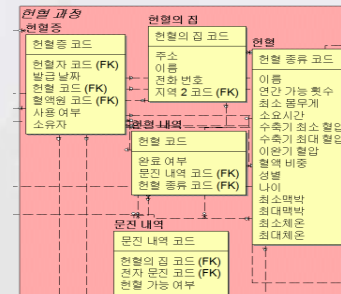 헌혈 과정
헌혈증
헌혈증 코드
헌혈자 코드 (FK)
발급 날짜
헌혈 코드 (FK)
혈액원 코드 (FK)
사용 여부
소유자
헌혈의 집
헌혈의 집 코드
주소
이름
전화 번호
지역 2 코드 (FK)
헌혈
헌혈 종류 코드
이름
연간 가능 횟수
최소 몸무게
소요시간
수축기 최소 혈압
수축기 최대 혈압
이완기 혈압
혈액 비중
성별
나이
최소맥박
최대맥박
최소체온
최대체온
헌혈 내역
헌혈 코드
완료 여부
문진 내역 코드 (FK)
헌혈 종류 코드 (FK)
문진 내역
문진 내역 코드
헌혈의 집 코드 (FK)
전자 문진 코드 (FK)
헌혈 가능 여부